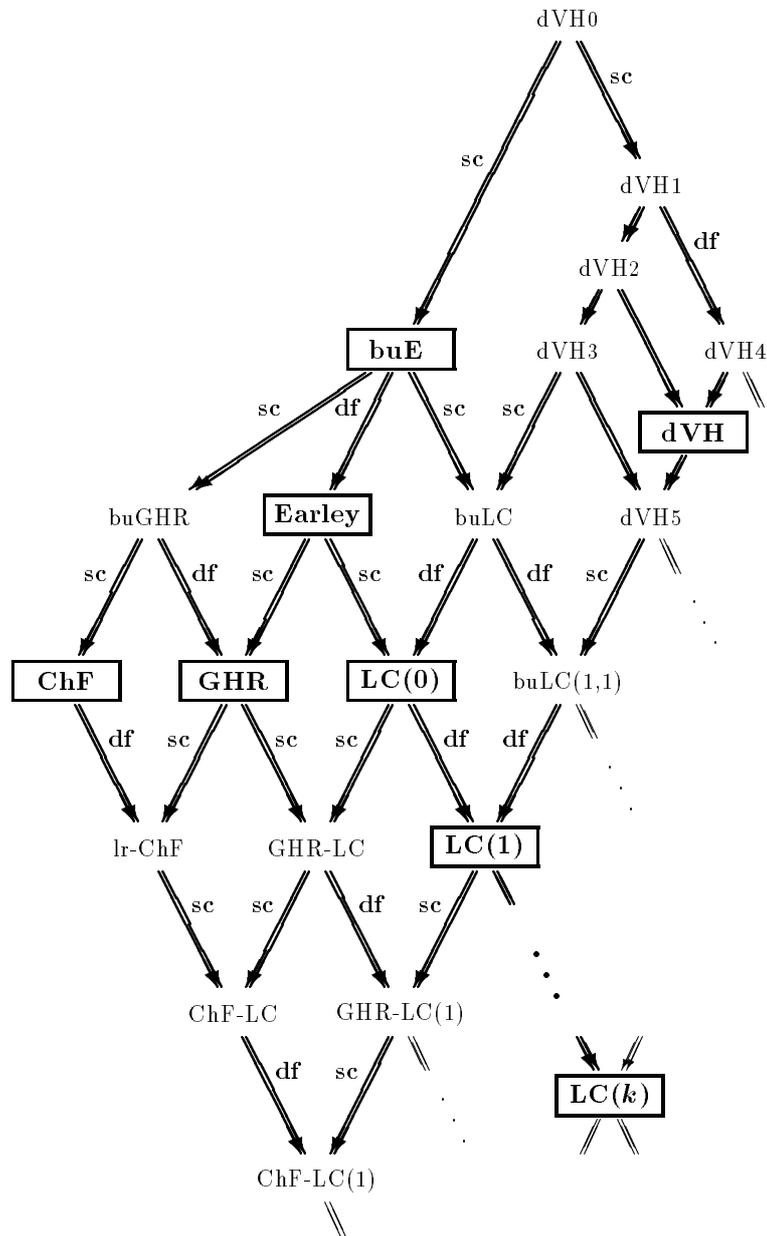 dVH0
sc
sc
dVH1
df
dVH2
buE
dVH3
dVH4
sc
df
sc
sc
dVH
buGHR
Earley
buLC
dVH5
sc
df
sc
sc
df
df
sc
ChF
GHR
LC(0)
buLC(1,1)
df
sc
sc
sc
df
df
lr-ChF
GHR-LC
LC(1)
sc
sc
df
sc
ChF-LC
GHR-LC(1)
df
sc
LC(k)
ChF-LC(1)